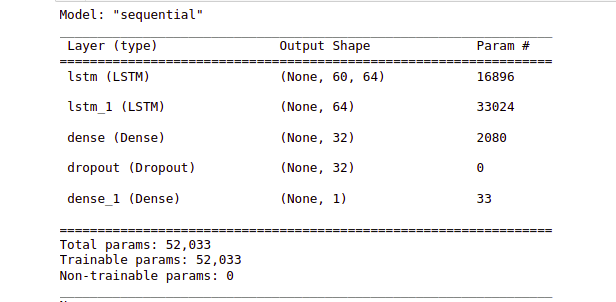 Model: "sequential"
Layer (type) Output Shape Param #
lstm (LSTM) (None, 60, 64) 16896
lstm_1 (LSTM) (None, 64) 33024
dense (Dense) (None, 32) 2080
dropout (Dropout) (None, 32) 0
dense_1 (Dense) (None, 1) 33
Total params: 52,033
Trainable params: 52,033
Non-trainable params: 0